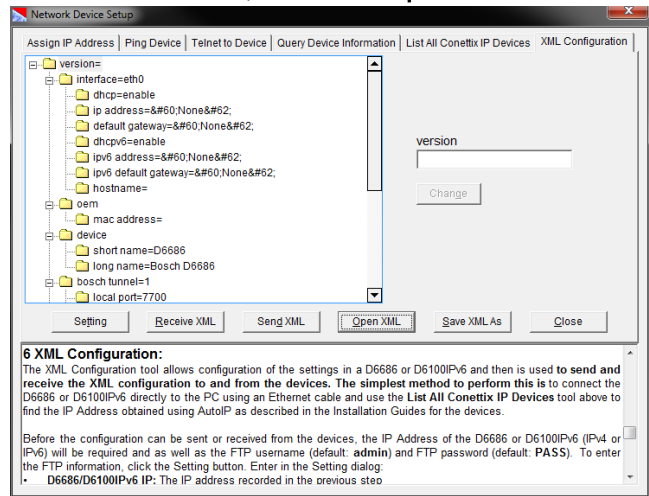 Network Device Setup
Assign IP Address
Ping Device
Telnet to Device
Query Device Information
List All Conettix IP Devices
XML Configuration
version=
interface=eth0
dhcp=enable
ip address=&#60;None&#62;
default gateway=&#60;None&#62;
dhcpv6=enable
ipv6 address=&#60;None&#62;
ipv6 default gateway=&#60;None&#62;
hostname=
oem
mac address=
device
short name=D6686
long name=Bosch D6686
bosch tunnel=1
local port=7700
version
Change
Setting
Receive XML
Send XML
Open XML
Save XML As
Close
6 XML Configuration:
The XML Configuration tool allows configuration of the settings in a D6686 or D6100IPv6 and then is used to send and
receive the XML configuration to and from the devices. The simplest method to perform this is to connect the
D6686 or D6100IPv6 directly to the PC using an Ethernet cable and use the List All Conettix IP Devices tool above to
find the IP Address obtained using AutoIP as described in the Installation Guides for the devices.
Before the configuration can be sent or received from the devices, the IP Address of the D6686 or D6100IPv6 (IPv4 or
IPv6) will be required and as well as the FTP username (default: admin) and FTP password (default: PASS). To enter
the FTP information, click the Setting button. Enter in the Setting dialog:
• D6686/D6100IPv6 IP: The IP address recorded in the previous step